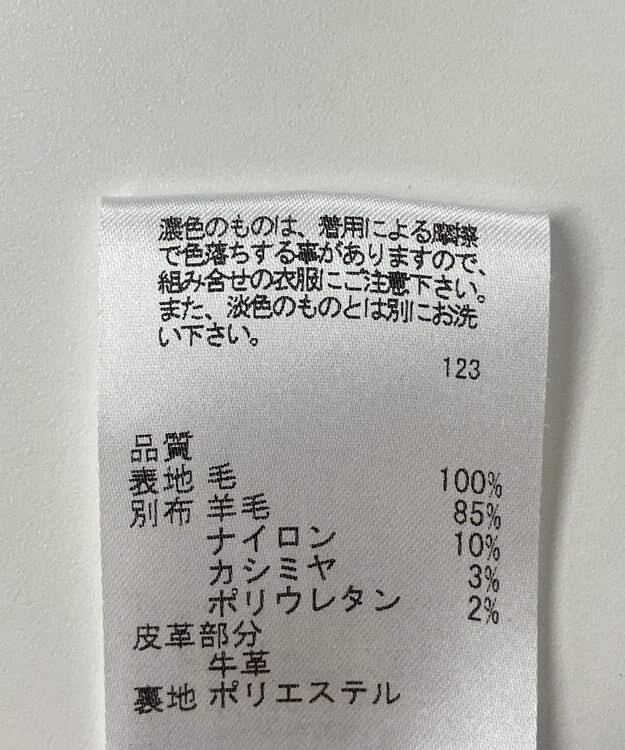 濃色のものは、着用による摩擦
で色落ちする事がありますので、
組み合せの衣服にご注意下さい。
また、淡色のものとは別にお洗
い下さい。
123
品質
表地 毛 100%
別布 羊毛 85%
ナイロン 10%
カシミヤ 3%
ポリウレタン 2%
皮革部分
牛革
裏地 ポリエステル